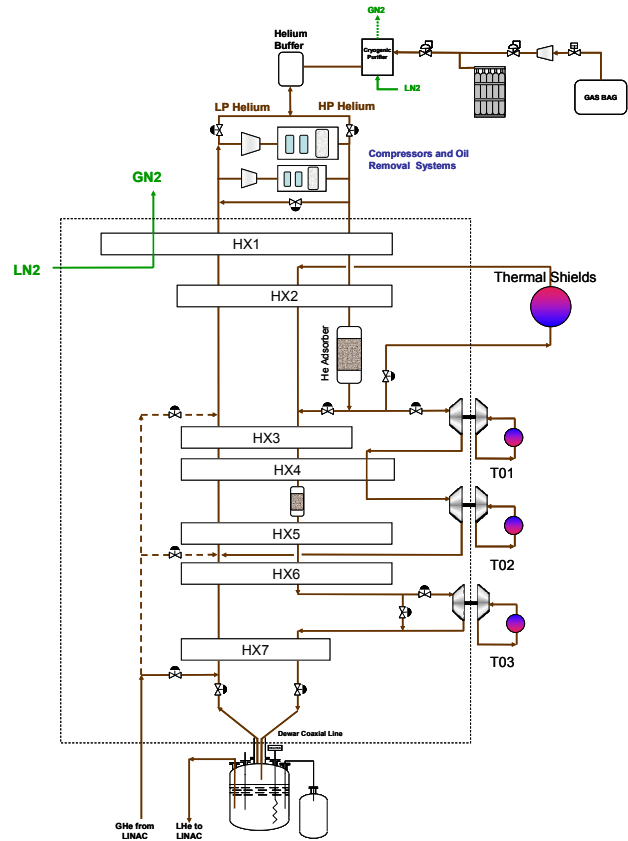 GN2
Helium
Buffer
Cryogenic
Purifier
LN2
GAS BAG
LP Helium
HP Helium
Compressors and Oil
Removal Systems
GN2
HX1
LN2
HX2
Thermal Shields
He Adsorber
HX3
HX4
T01
HX5
T02
HX6
HX7
T03
Dewar Coaxial Line
GHe from
LINAC
LHe to
LINAC